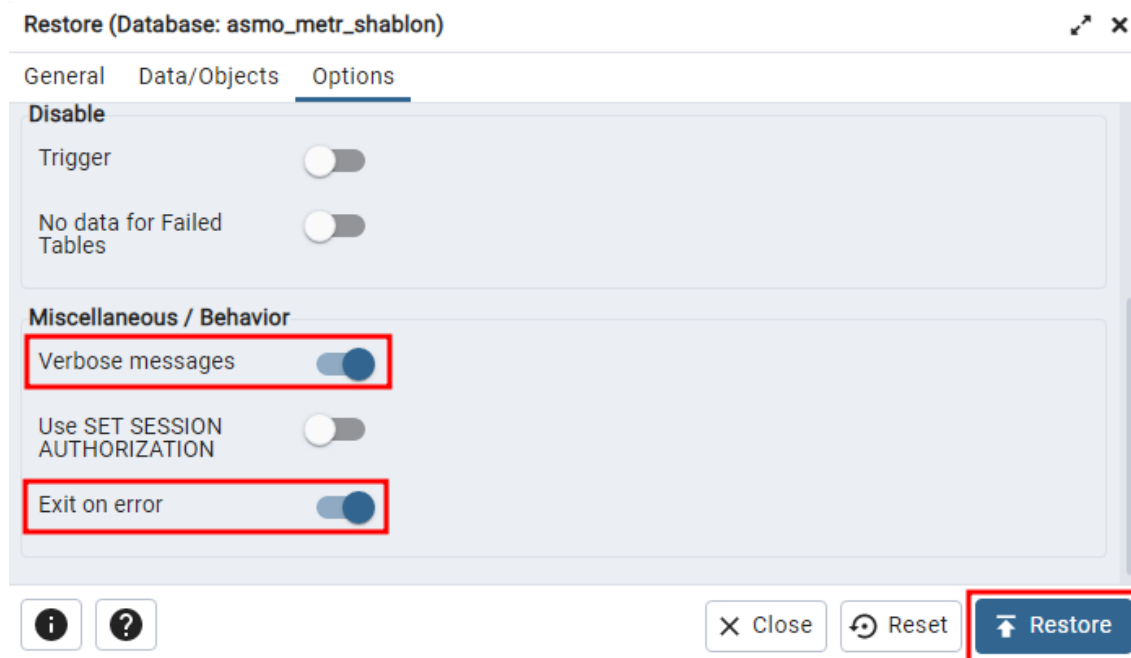 Restore (Database: asmo_metr_shablon)
General Data/Objects Options
Disable
Trigger
No data for Failed
Tables
Miscellaneous / Behavior
Verbose messages
Use SET SESSION
AUTHORIZATION
Exit on error
Close Reset Restore